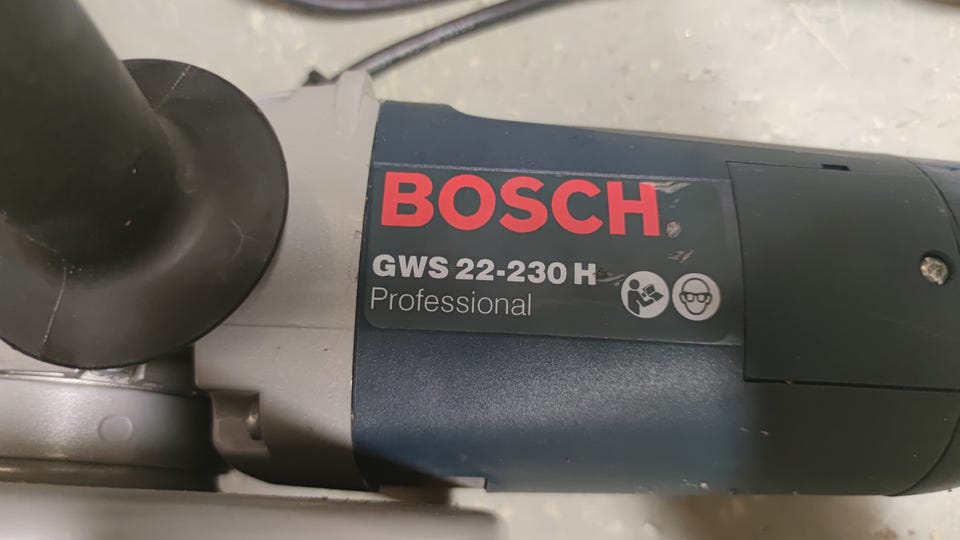 BOSCH
GWS 22-230 H
Professional